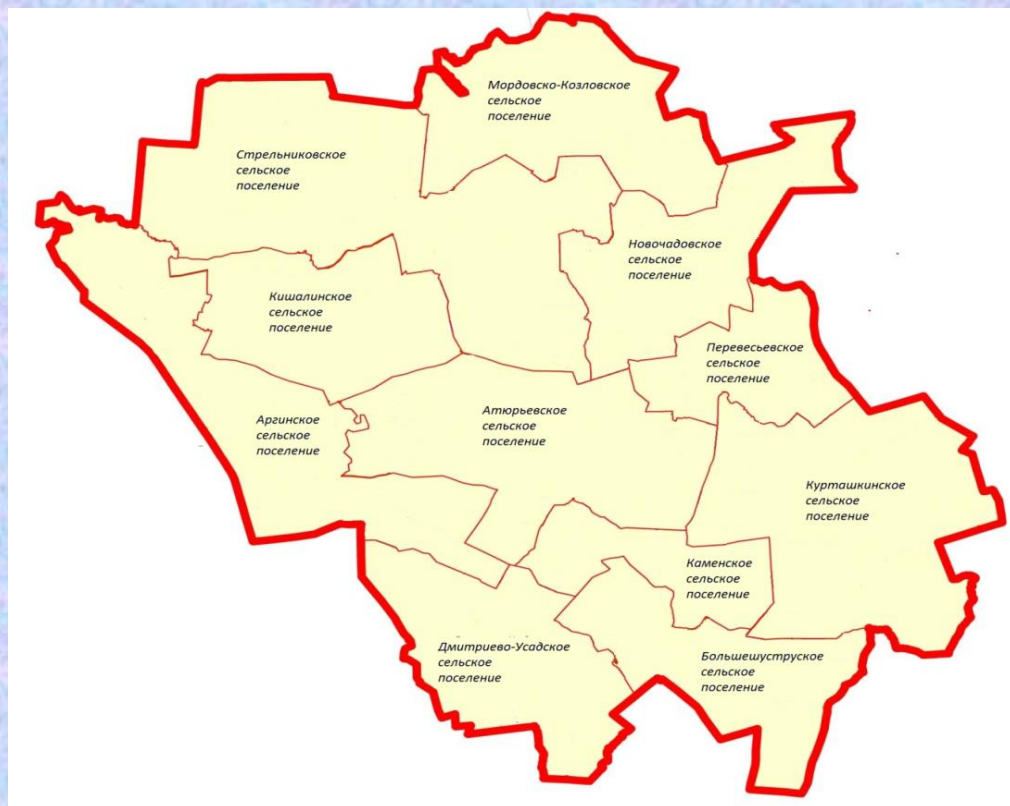 Мордовско-Козловское
сельское
поселение
Стрельниковское
сельское
поселение
Новочадовское
сельское
поселение
Кишалинское
сельское
поселение
Перевесьевское
сельское
поселение
Аргинское
сельское
поселение
Атюрьевское
сельское
поселение
Курташкинское
сельское
поселение
Каменское
сельское
поселение
Дмитриево-Усадское
сельское
поселение
Большешуструское
сельское
поселение